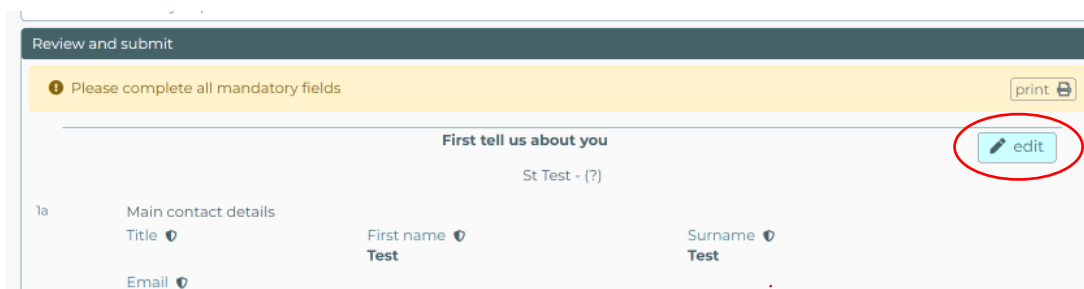 Review and submit
Please complete all mandatory fields
print
First tell us about you
edit
St Test - (?)
1a
Main contact details
Title First name Surname
Test Test
Email